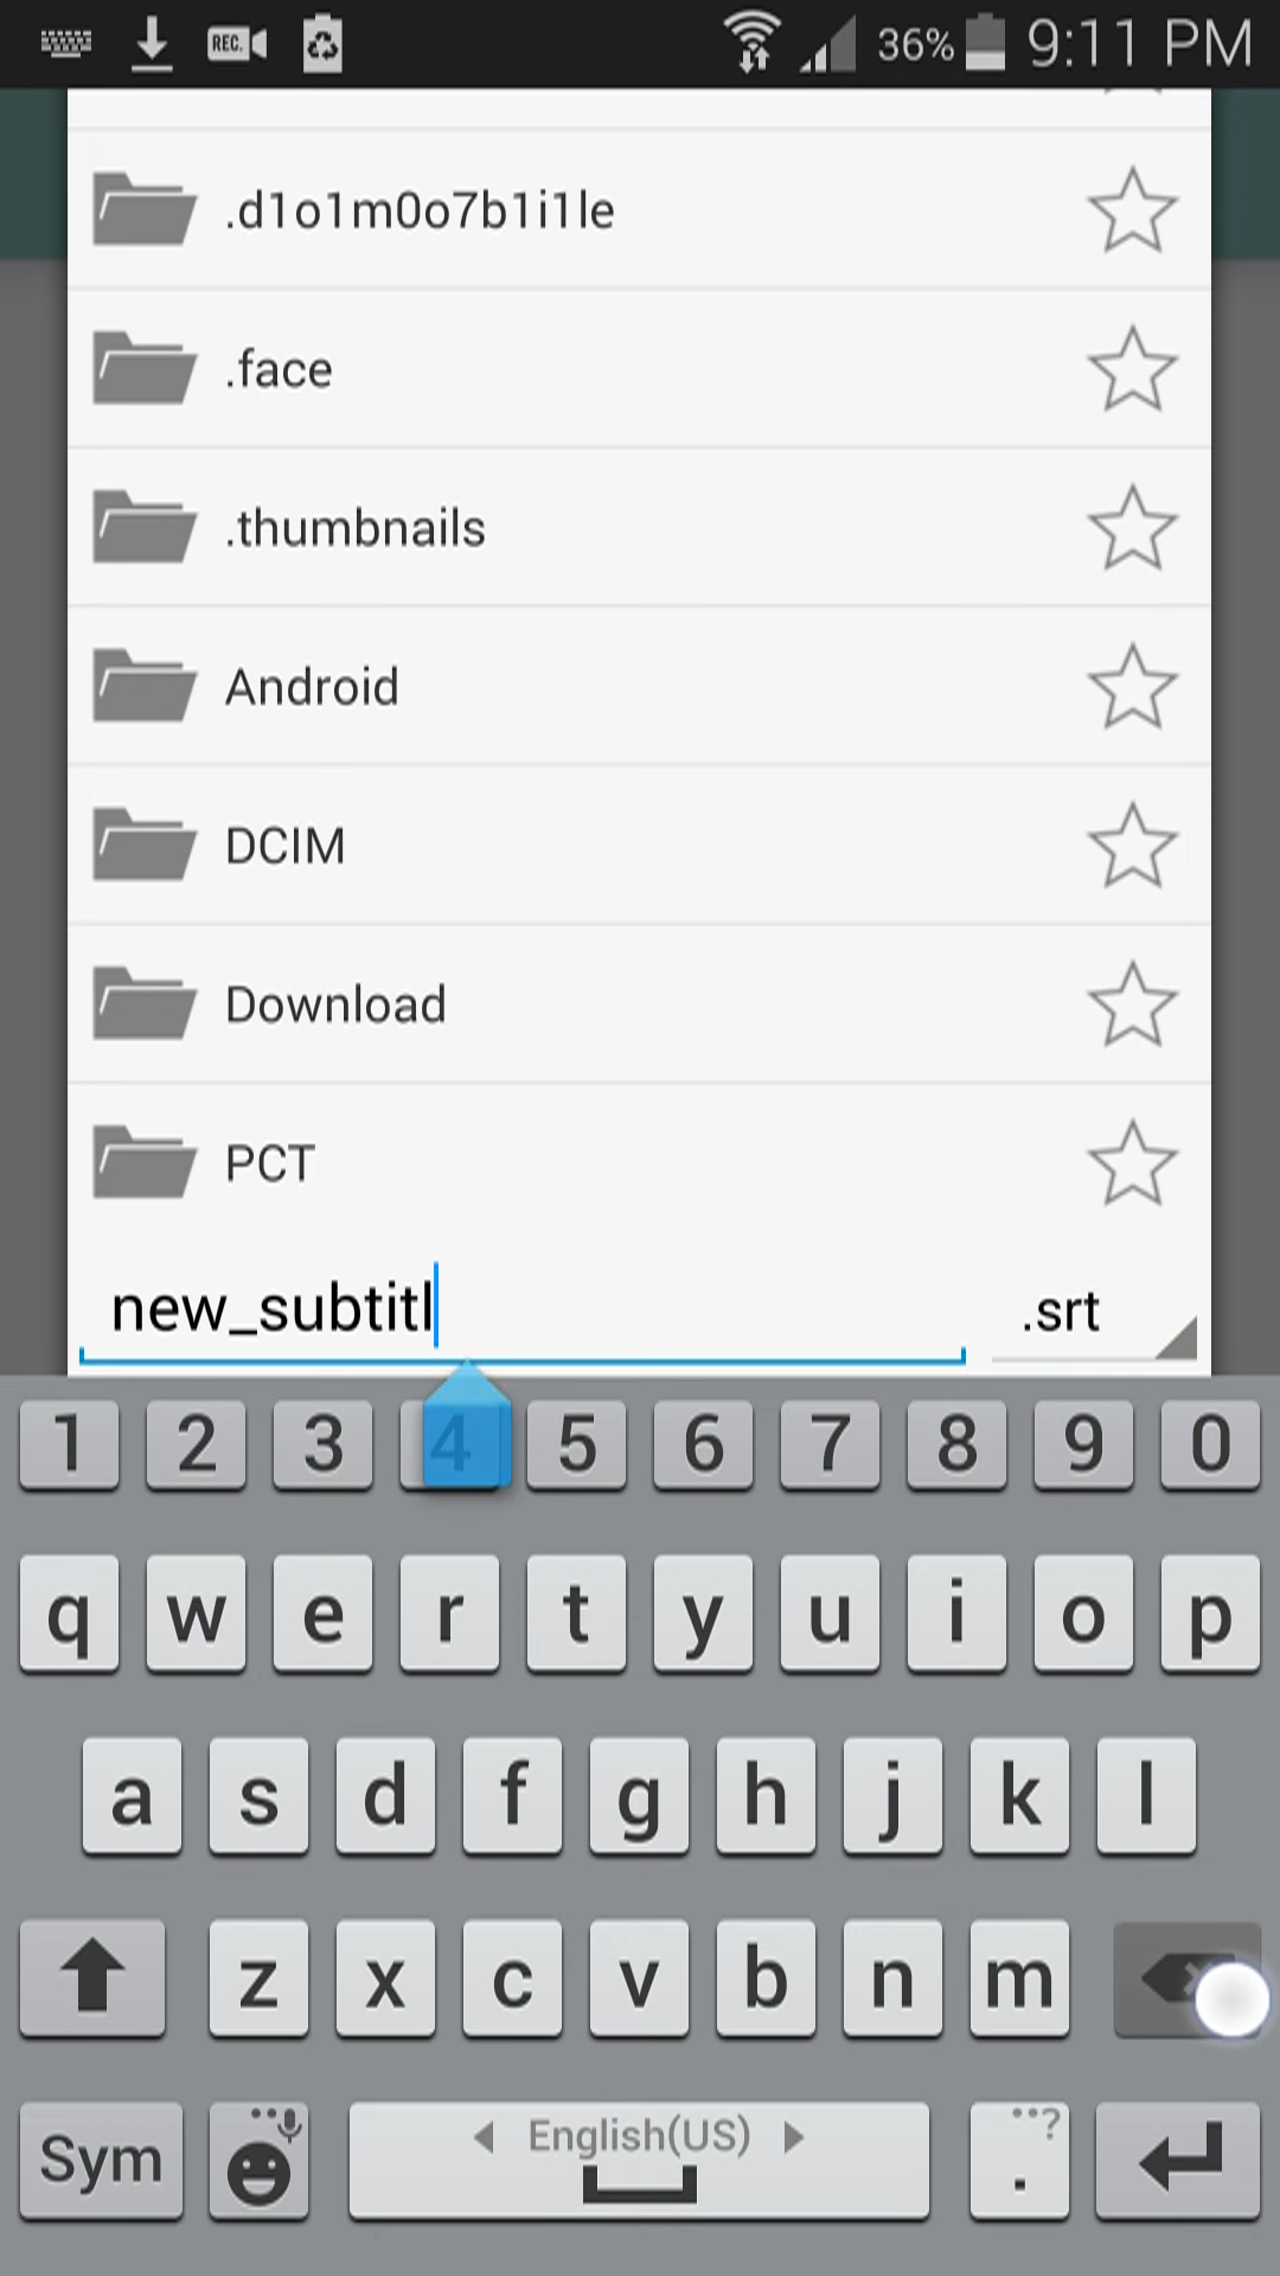 REC. 36% 9:11 PM
.d1o1m0o7b1i1le
.face
.thumbnails
Android
DCIM
Download
PCT
new_subtitl .srt
1 2 3 4 5 6 7 8 9 0
q w e r t y u i o p
a s d f g h j k l
z x c v b n m
Sym English(US) . ?